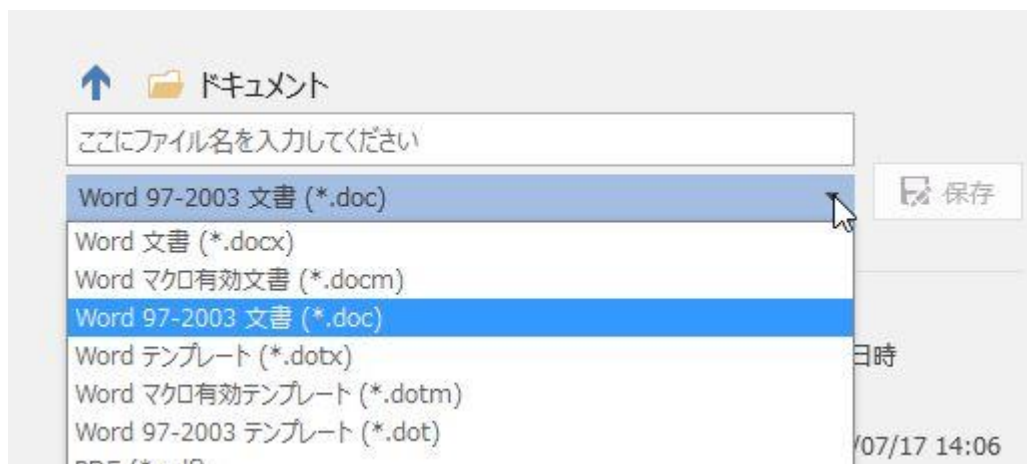 ドキュメント
ここにファイル名を入力してください
Word 97-2003 文書 (*.doc)
保存
Word 文書 (*.docx)
Word マクロ有効文書 (*.docm)
Word 97-2003 文書 (*.doc)
Word テンプレート (*.dotx)
日時
Word マクロ有効テンプレート (*.dotm)
Word 97-2003 テンプレート (*.dot)
/07/17 14:06